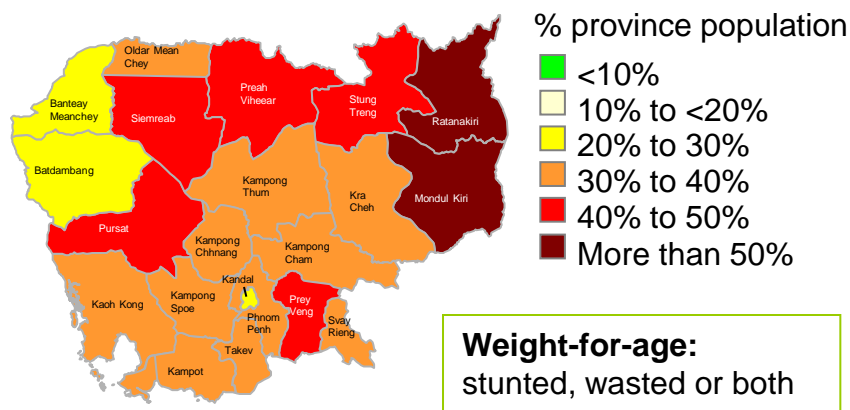 % province population
<10%
10% to <20%
20% to 30%
30% to 40%
40% to 50%
More than 50%
Oldar Mean
Chey
Banteay
Meanchey
Siemreab
Preah
Viheear
Stung
Treng
Ratanakiri
Batdambang
Kampong
Thum
Kra
Cheh
Mondul Kiri
Pursat
Kampong
Chhnang
Kampong
Cham
Kandal
Kaoh Kong
Kampong
Spoe
Prey
Veng
Phnom
Penh
Svay
Rieng
Takev
Kampot
Weight-for-age:
stunted, wasted or both